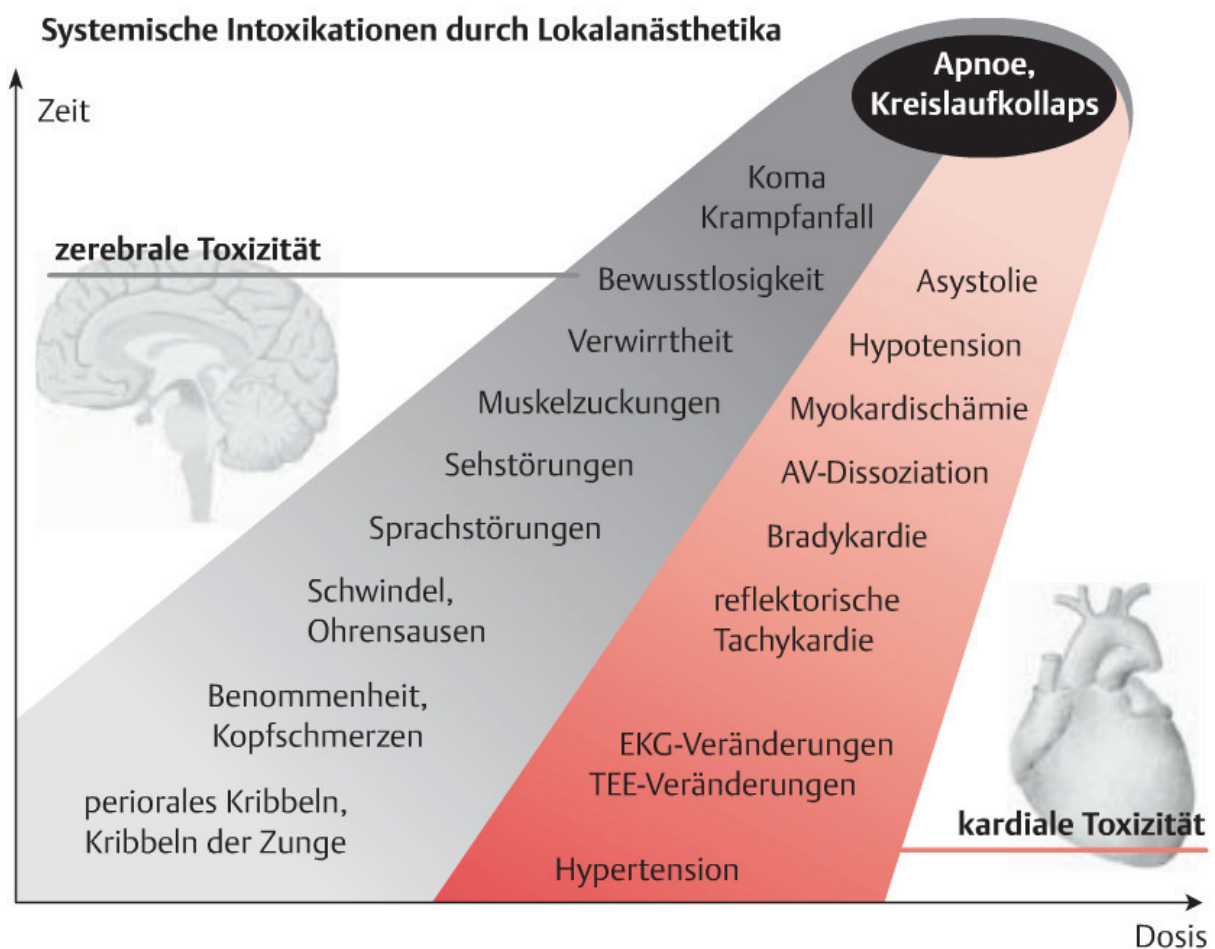 Systemische Intoxikationen durch Lokalanästhetika
Zeit
Apnoe,
Kreislaufkollaps
zerebrale Toxizität
Koma
Krampfanfall
Bewusstlosigkeit
Verwirrtheit
Muskelzuckungen
Sehstörungen
Sprachstörungen
Schwindel,
Ohrensausen
Benommenheit,
Kopfschmerzen
periorales Kribbeln,
Kribbeln der Zunge
Asystolie
Hypotension
Myokardischämie
AV-Dissoziation
Bradykardie
reflektorische
Tachykardie
EKG-Veränderungen
TEE-Veränderungen
Hypertension
kardiale Toxizität
Dosis